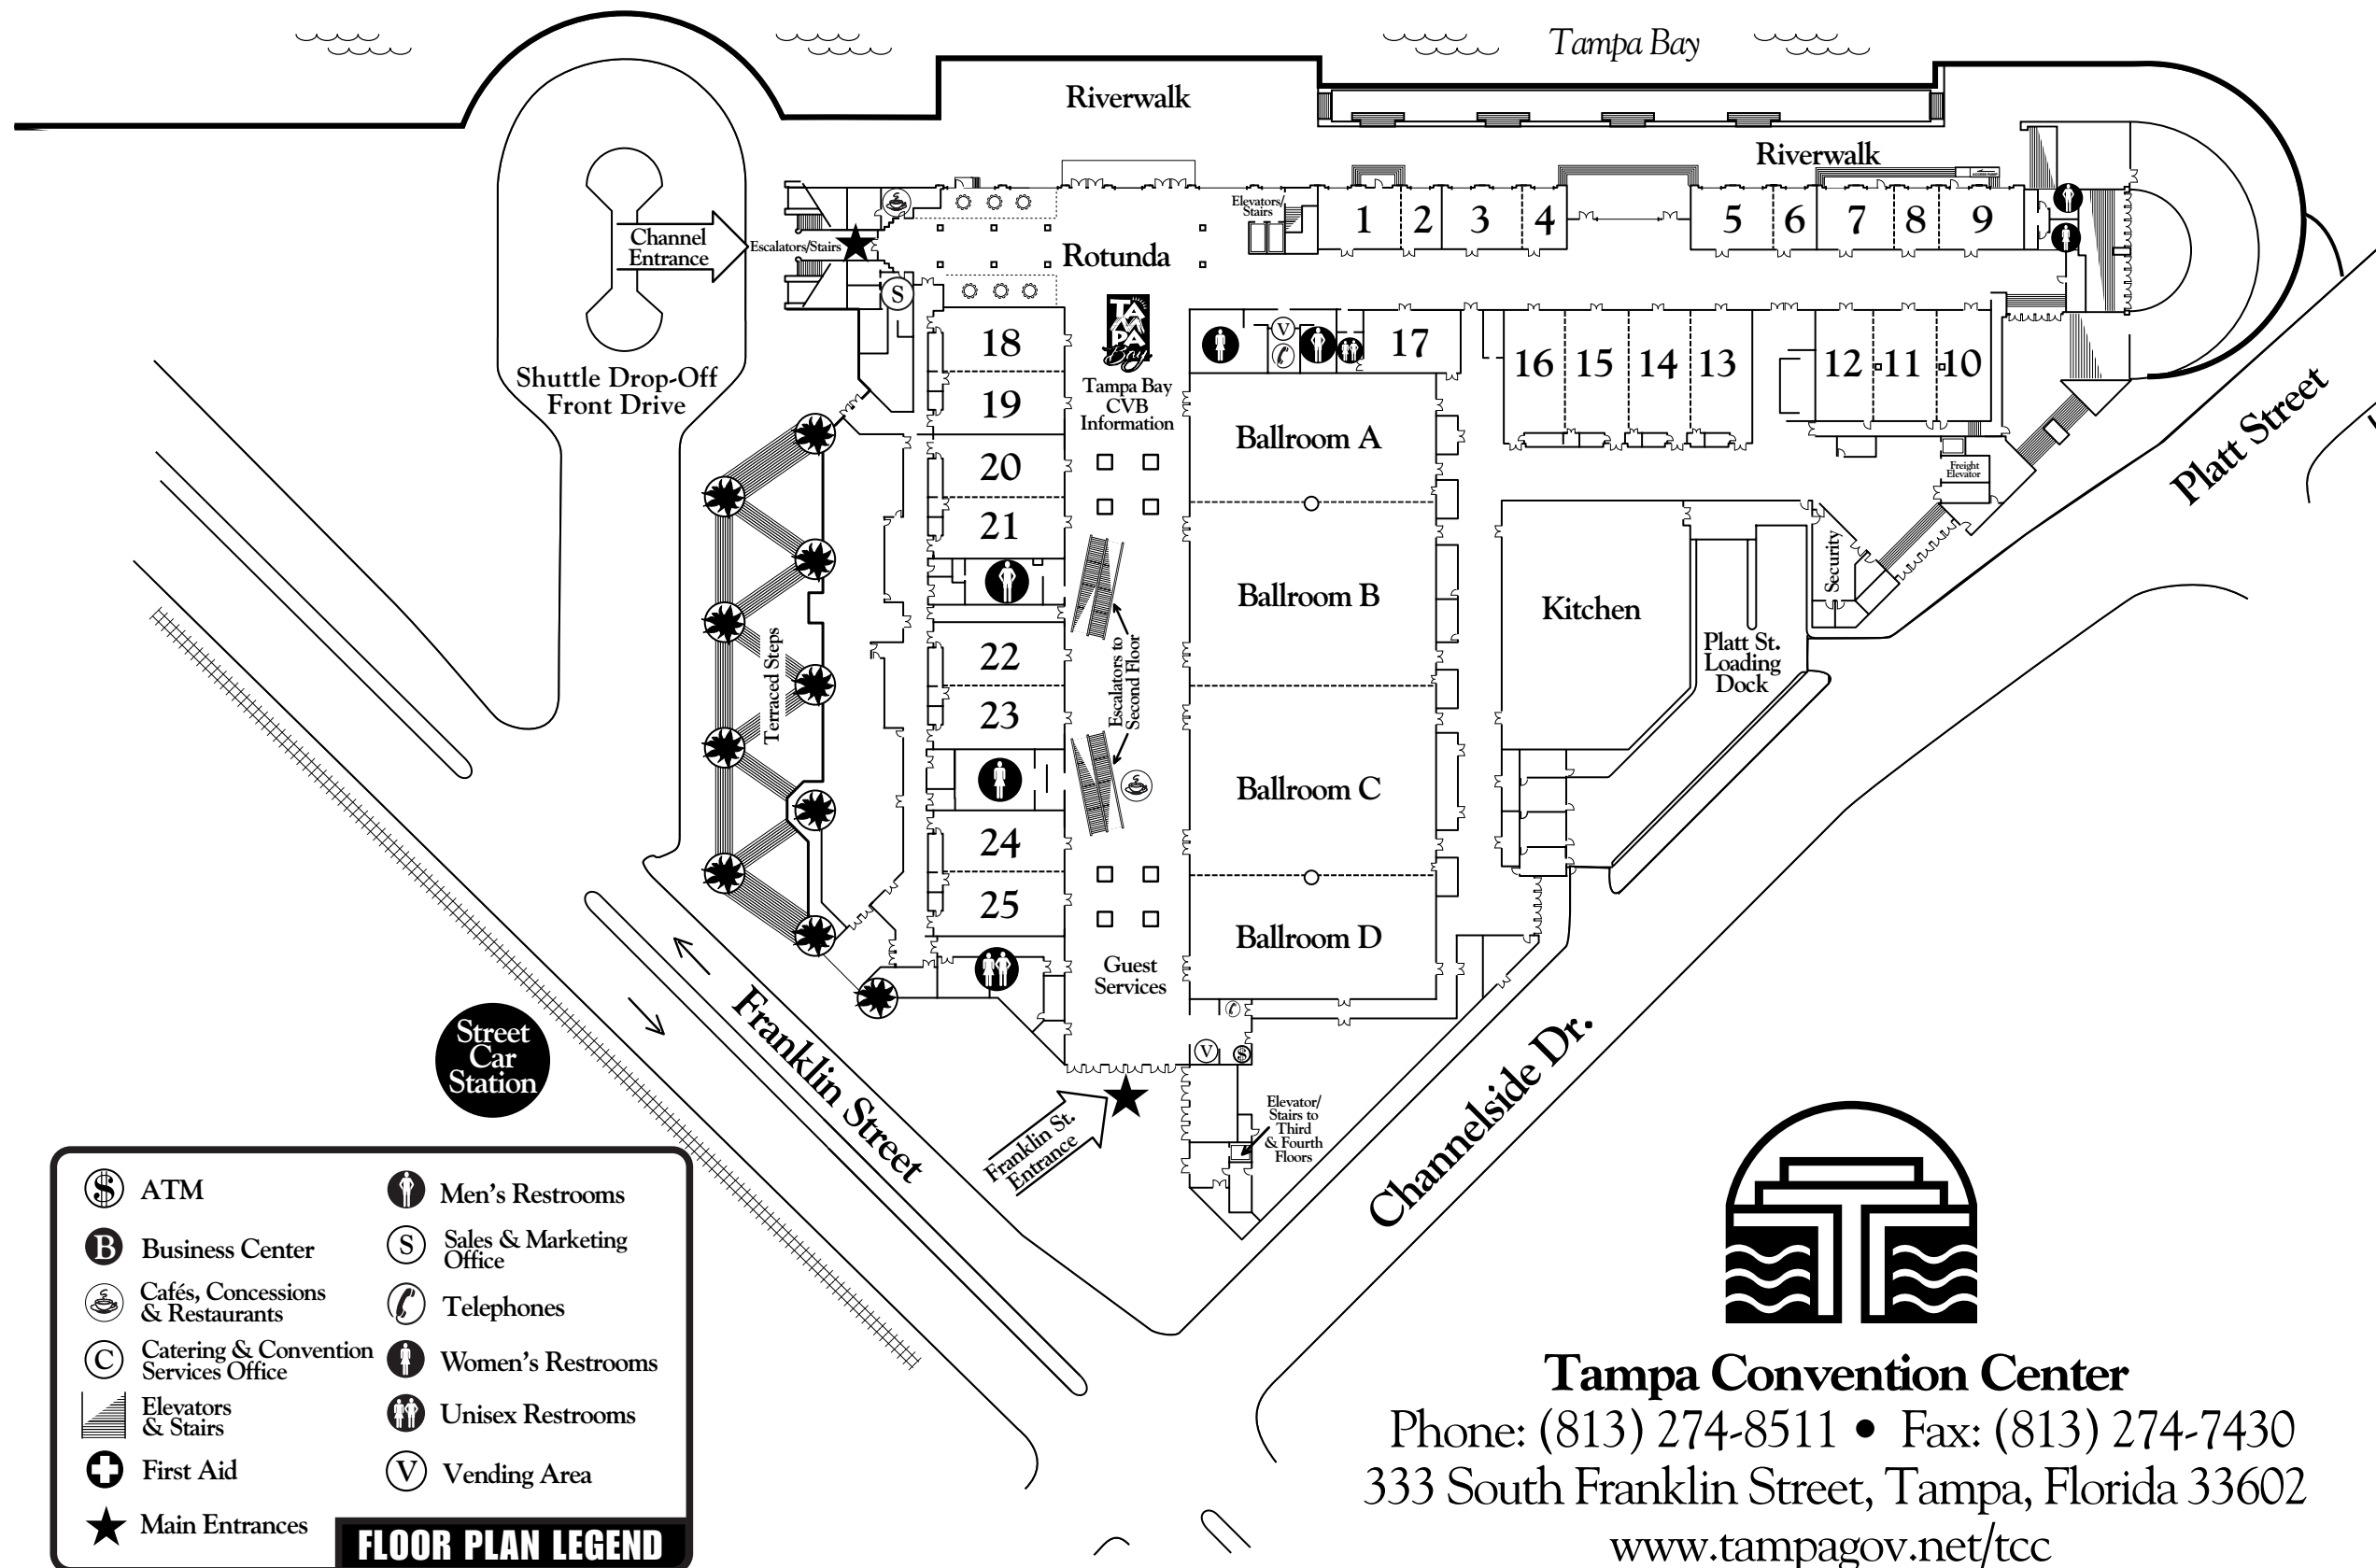 Tampa Bay
Riverwalk
Riverwalk
Channel
Entrance
Escalators/Stairs
Elevators/
Stairs
1
2
3
4
5
6
7
8
9
Rotunda
S
Shuttle Drop-Off
Front Drive
TAMPA
Bay
Tampa Bay
CVB
Information
V
17
16
15
14
13
12
11
10
18
19
20
21
22
23
24
25
Ballroom A
Ballroom B
Ballroom C
Ballroom D
Freight
Elevator
Platt Street
Security
Kitchen
Platt St.
Loading
Dock
Terraced Steps
Escalators to
Second Floor
Guest
Services
V
$
Franklin St.
Entrance
Elevator/
Stairs to
Third
& Fourth
Floors
Franklin Street
Channelside Dr.
Street
Car
Station
$ ATM
B Business Center
Cafés, Concessions
& Restaurants
C Catering & Convention
Services Office
Elevators
& Stairs
First Aid
Main Entrances
Men's Restrooms
S Sales & Marketing
Office
Telephones
Women's Restrooms
Unisex Restrooms
V Vending Area
FLOOR PLAN LEGEND
Tampa Convention Center
Phone: (813) 274-8511 • Fax: (813) 274-7430
333 South Franklin Street, Tampa, Florida 33602
www.tampagov.net/tcc